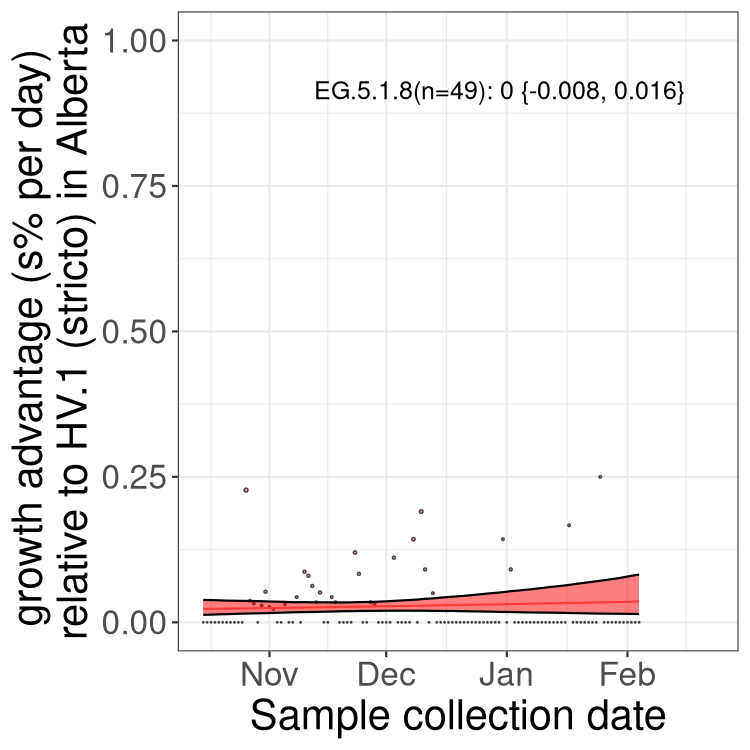 growth advantage (s% per day)
relative to HV.1 (stricto) in Alberta
1.00
0.75
0.50
0.25
0.00
EG.5.1.8(n=49): 0 {-0.008, 0.016}
Nov Dec Jan Feb
Sample collection date